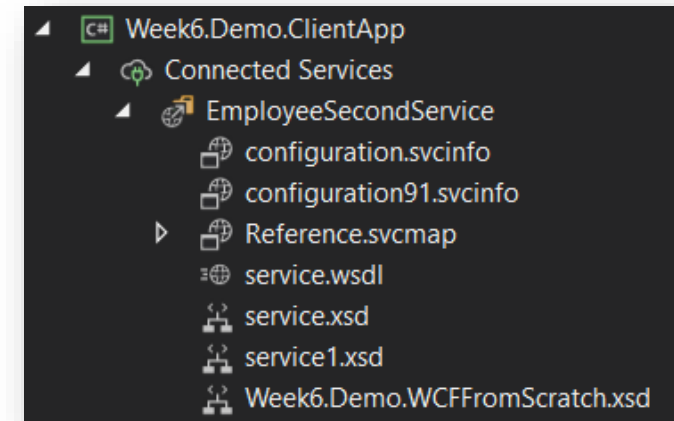 C# Week6.Demo.ClientApp
Connected Services
EmployeeSecondService
configuration.svcinfo
configuration91.svcinfo
Reference.svcmap
service.wsdl
service.xsd
service1.xsd
Week6.Demo.WCFFromScratch.xsd